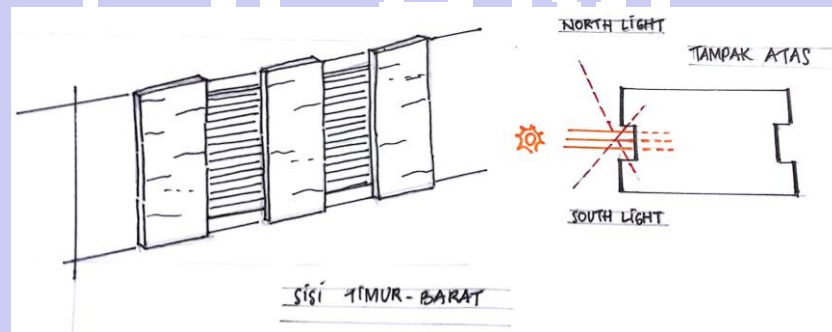 NORTH LIGHT
TAMPAK ATAS
SOUTH LIGHT
SISI TIMUR-BARAT